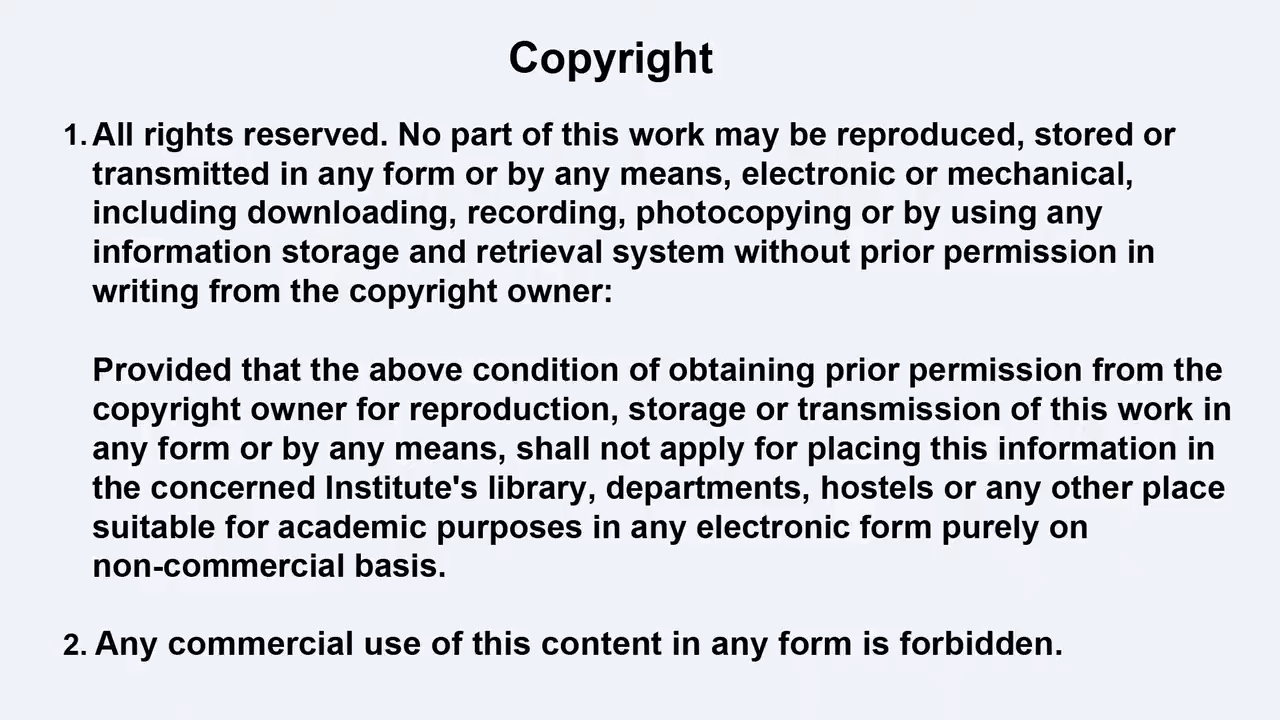 Copyright
1. All rights reserved. No part of this work may be reproduced, stored or
transmitted in any form or by any means, electronic or mechanical,
including downloading, recording, photocopying or by using any
information storage and retrieval system without prior permission in
writing from the copyright owner:
Provided that the above condition of obtaining prior permission from the
copyright owner for reproduction, storage or transmission of this work in
any form or by any means, shall not apply for placing this information in
the concerned Institute's library, departments, hostels or any other place
suitable for academic purposes in any electronic form purely on
non-commercial basis.
2. Any commercial use of this content in any form is forbidden.